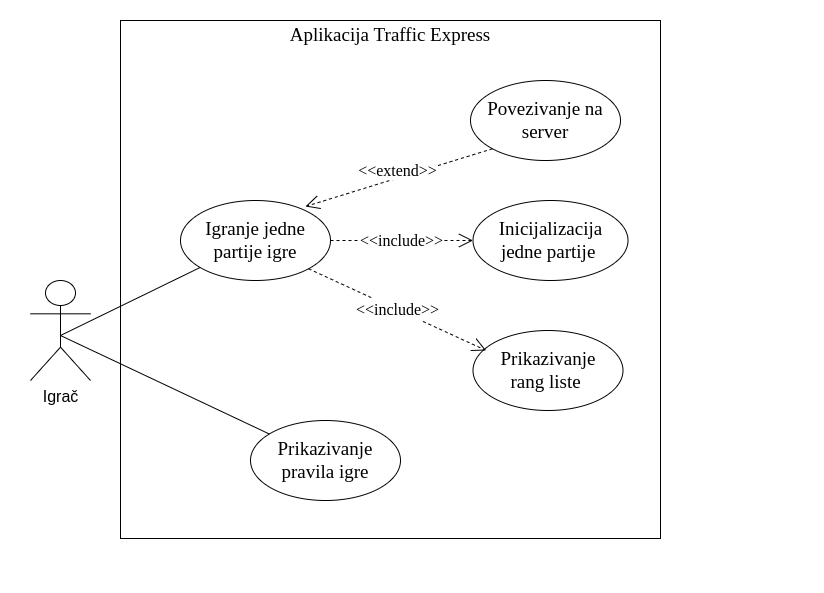 Aplikacija Traffic Express
Povezivanje na
server
<<extend>>
Igranje jedne
partije igre
<<include>>
Inicijalizacija
jedne partije
<<include>>
Prikazivanje
rang liste
Igrač
Prikazivanje
pravila igre